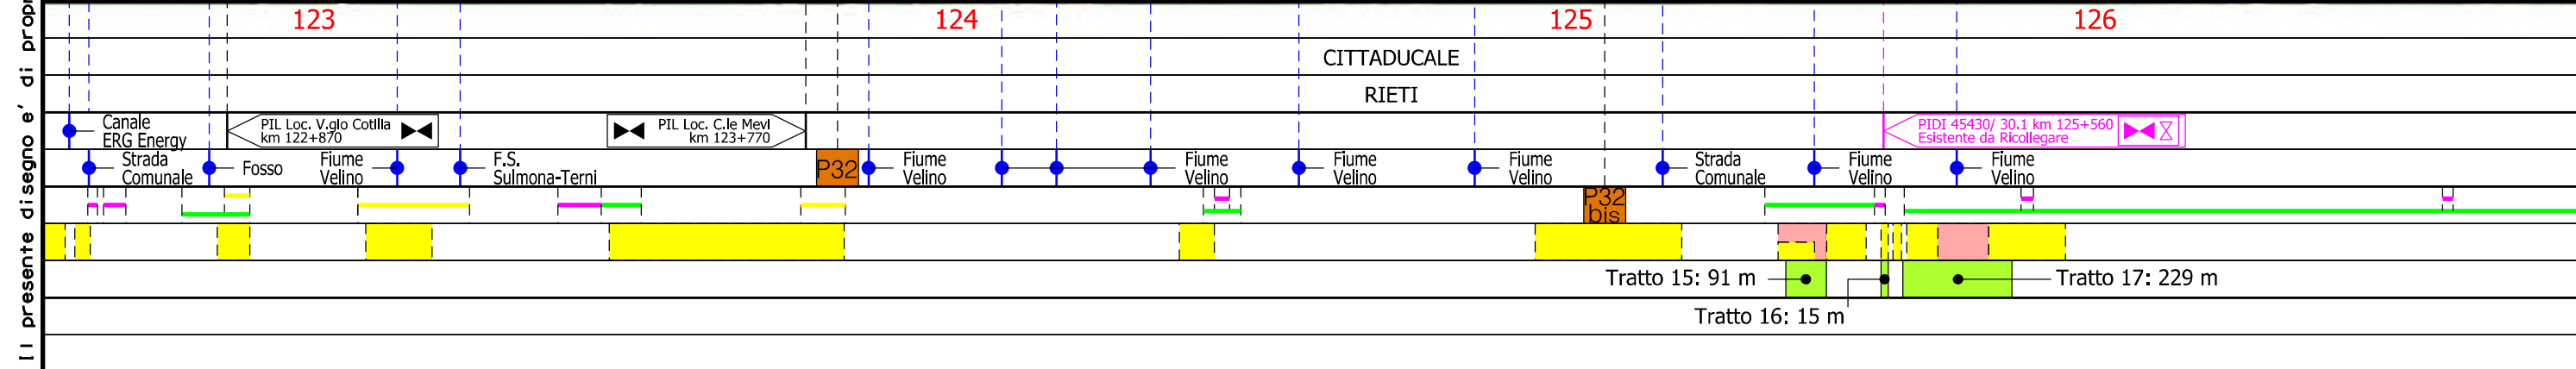 Il presente disegno e' di propr
123 124 125 126
CITTADUCALE
RIETI
Canale
ERG Energy
PIL Loc. V.glo Cotilia
km 122+870
PIL Loc. C.le Mevi
km 123+770
PIDI 45430/ 30.1 km 125+560
Esistente da Ricollegare
Strada
Comunale
Fosso
Fiume
Velino
F.S.
Sulmona-Terni
P32
Fiume
Velino
Fiume
Velino
Fiume
Velino
Fiume
Velino
P32
bis
Strada
Comunale
Fiume
Velino
Fiume
Velino
Tratto 15: 91 m
Tratto 17: 229 m
Tratto 16: 15 m